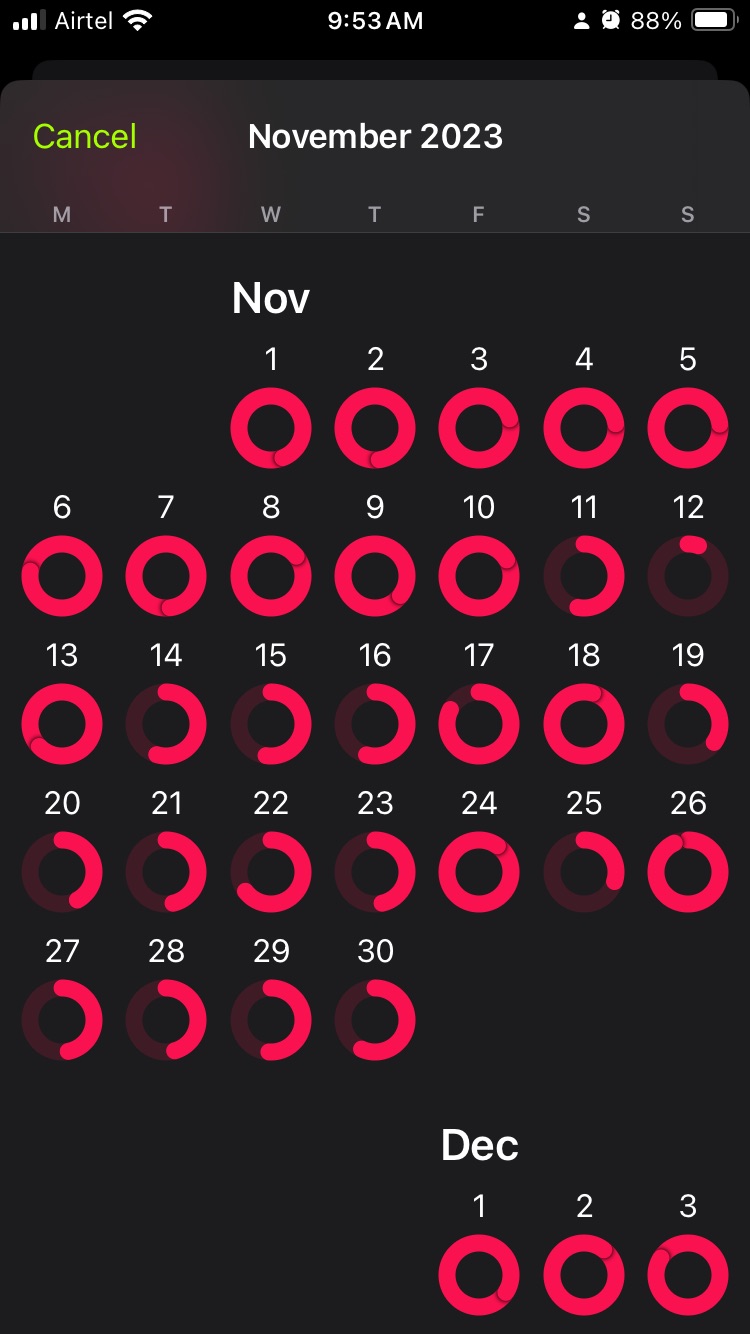 Airtel 9:53 AM 88%
Cancel November 2023
M T W T F S S
Nov
1 2 3 4 5
6 7 8 9 10 11 12
13 14 15 16 17 18 19
20 21 22 23 24 25 26
27 28 29 30
Dec
1 2 3